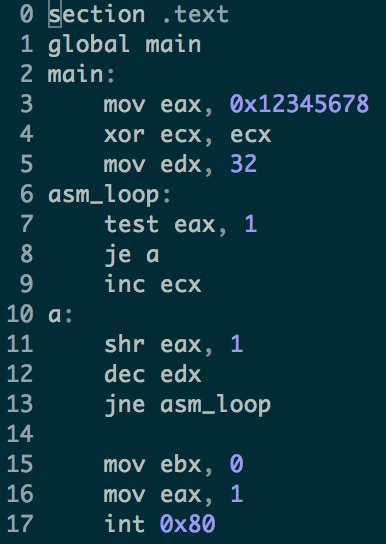 0 section .text
1 global main
2 main:
3     mov eax, 0x12345678
4     xor ecx, ecx
5     mov edx, 32
6 asm_loop:
7     test eax, 1
8     je a
9     inc ecx
10 a:
11     shr eax, 1
12     dec edx
13     jne asm_loop
14
15     mov ebx, 0
16     mov eax, 1
17     int 0x80